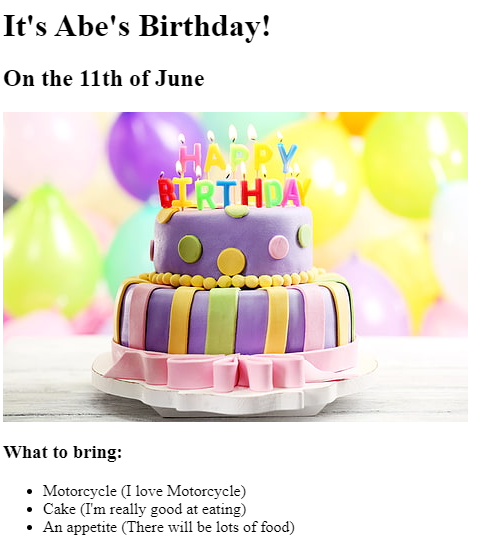 It's Abe's Birthday!
On the 11th of June
HAPPY
BIRTHDAY
What to bring:
Motorcycle (I love Motorcycle)
Cake (I'm really good at eating)
An appetite (There will be lots of food)